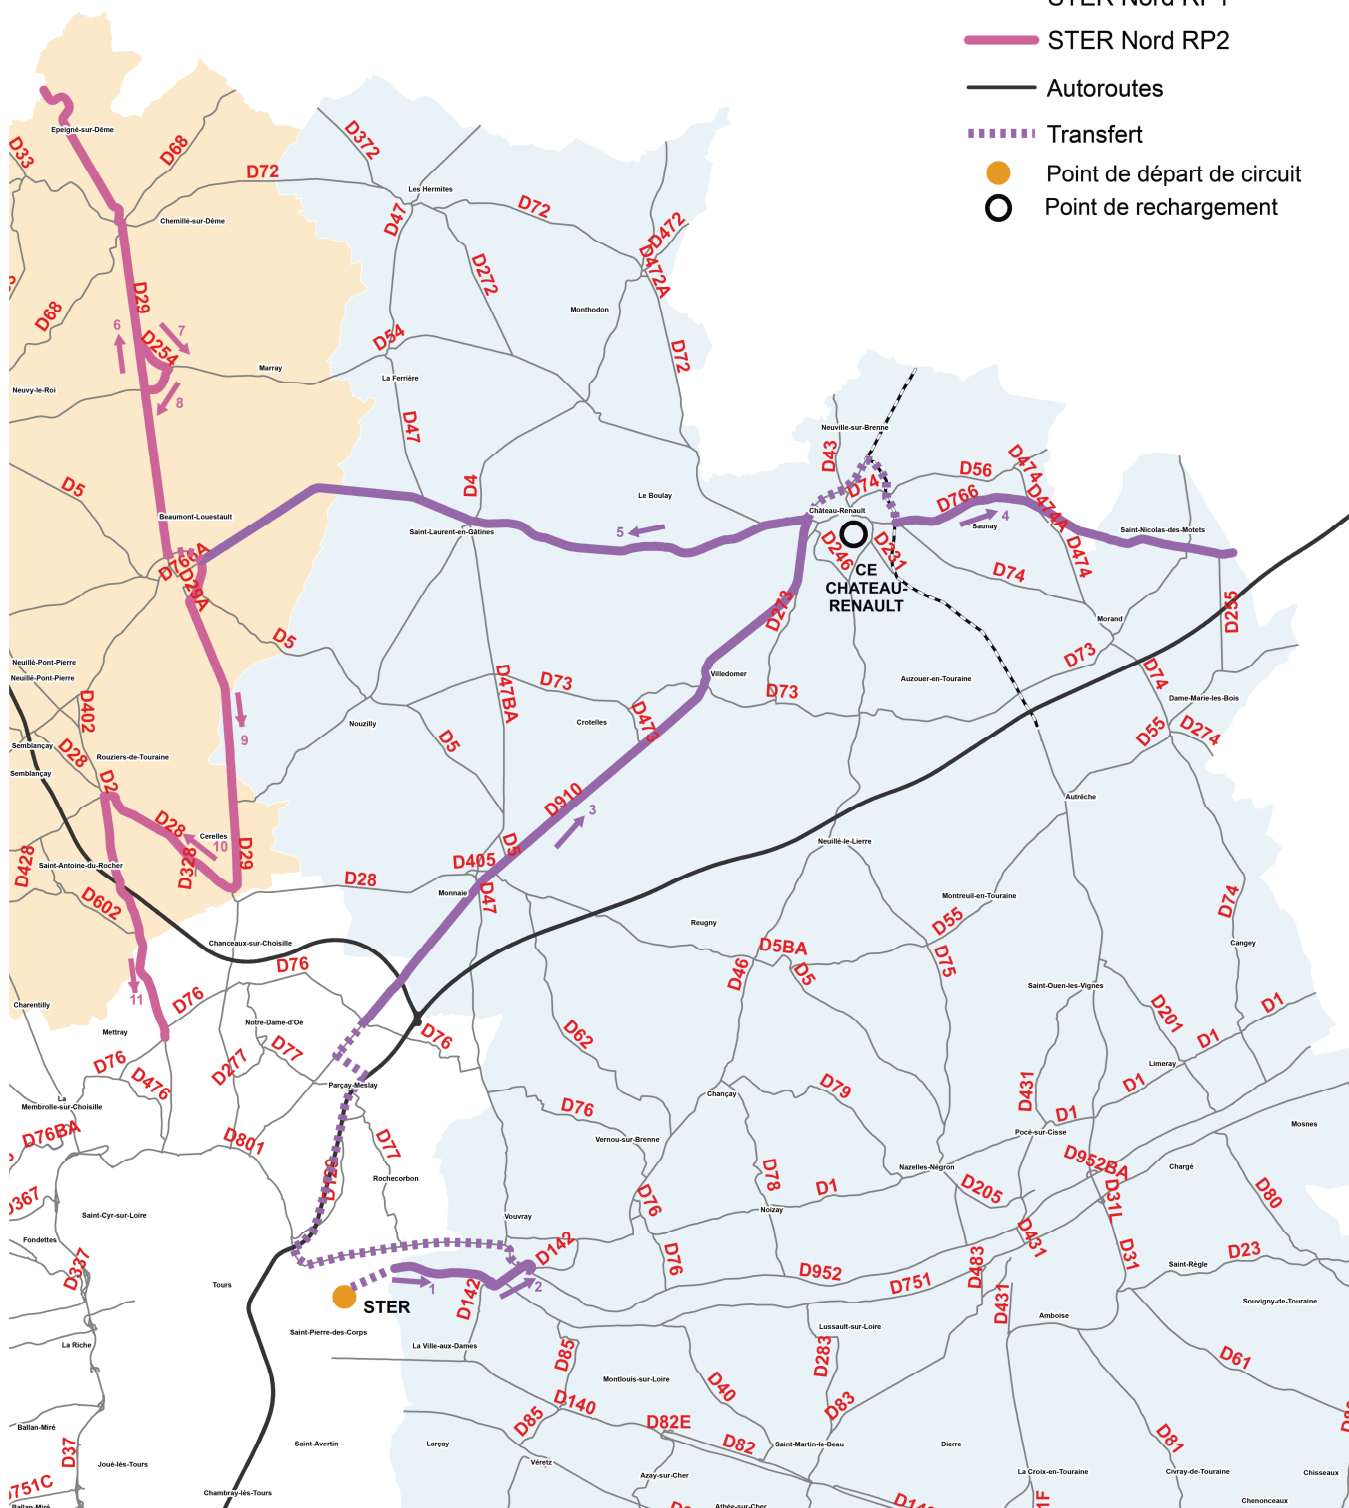 STER Nord RP1
STER Nord RP2
Autoroutes
Transfert
Point de départ de circuit
Point de rechargement
Epeigné-sur-Dême
D33
D68
D72
D372
Les Hermites
D72
D47
Chemillé-sur-Dême
D472
D472A
D272
D29
D68
Monthodon
6
7
D254
D54
D72
Marray
La Ferrière
Neuvy-le-Roi
8
D47
Neuville-sur-Brenne
D43
D56
D474
D5
D4
D74
D766
D474A
Le Boulay
Beaumont-Louestault
Château-Renault
4
Saunay
Saint-Nicolas-des-Motets
Saint-Laurent-en-Gâtines
5
D766A
D246
D231
D474
D29A
CE
CHATEAU-
RENAULT
D74
D273
D255
D5
Morand
Neuillé-Pont-Pierre
Neuillé-Pont-Pierre
D73
Villedomer
Auzouer-en-Touraine
D73
D74
D73
D47BA
Dame-Marie-les-Bois
D402
Nouzilly
Crotelles
D473
D55
D274
9
D5
Semblançay
D28
Rouziers-de-Touraine
Semblançay
D2
Autrèche
D910
3
D28
Cerelles
10
D5
Neuillé-le-Lierre
D428
Saint-Antoine-du-Rocher
D328
D29
D405
D28
Monnaie
D47
Montreuil-en-Touraine
D602
D74
Reugny
D55
Chanceaux-sur-Choisille
D5BA
Cangey
D76
D46
D5
D75
11
D76
Saint-Ouen-les-Vignes
Charentilly
D201
D1
Notre-Dame-d'Oe
Mettray
D76
D62
D1
D77
D76
D277
Limeray
D476
Parçay-Meslay
D79
D431
D1
Chançay
La
Membrolle-sur-Choisille
D76
D1
D76BA
D801
D77
Vernou-sur-Brenne
Pocé-sur-Cisse
Mosnes
D952BA
Nazelles-Négron
Chargé
D129
Rochecorbon
D78
D1
D205
D80
D367
D76
D31L
Saint-Cyr-sur-Loire
Vouvray
Noizay
Fondettes
D142
D431
D31
D23
D76
D337
D952
D483
Saint-Règle
D751
1
2
Tours
D142
D431
STER
Souvigny-de-Touraine
Amboise
Saint-Pierre-des-Corps
Lussault-sur-Loire
La Riche
La Ville-aux-Dames
D85
D283
D61
Montlouis-sur-Loire
D40
D83
D140
D85
D82E
Ballan-Miré
D82
D81
Saint-Avertin
Larçay
Saint-Martin-le-Beau
Dierre
D37
Véretz
Joué-lès-Tours
Azay-sur-Cher
La Croix-en-Touraine
Civray-de-Touraine
Chisseaux
D751C
Chambray-lès-Tours
Chenonceaux
Ballan-Miré
Athée-sur-Cher